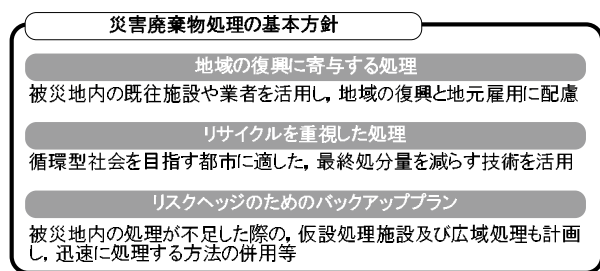 災害廃棄物処理の基本方針
地域の復興に寄与する処理
被災地内の既往施設や業者を活用し，地域の復興と地元雇用に配慮
リサイクルを重視した処理
循環型社会を目指す都市に適した，最終処分量を減らす技術を活用
リスクヘッジのためのバックアッププラン
被災地内の処理が不足した際の，仮設処理施設及び広域処理も計画
し，迅速に処理する方法の併用等